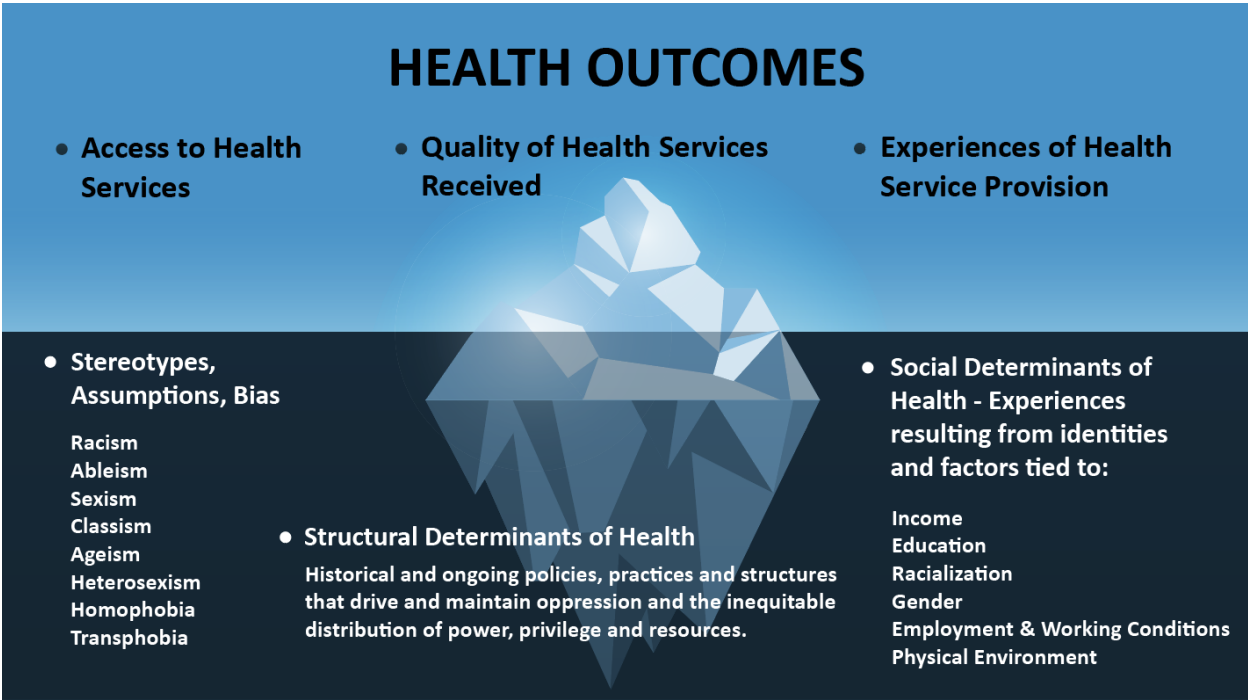 HEALTH OUTCOMES
• Access to Health
Services
• Quality of Health Services
Received
• Experiences of Health
Service Provision
• Stereotypes,
Assumptions, Bias
Racism
Ableism
Sexism
Classism
Ageism
Heterosexism
Homophobia
Transphobia
• Structural Determinants of Health
Historical and ongoing policies, practices and structures
that drive and maintain oppression and the inequitable
distribution of power, privilege and resources.
• Social Determinants of
Health - Experiences
resulting from identities
and factors tied to:
Income
Education
Racialization
Gender
Employment & Working Conditions
Physical Environment